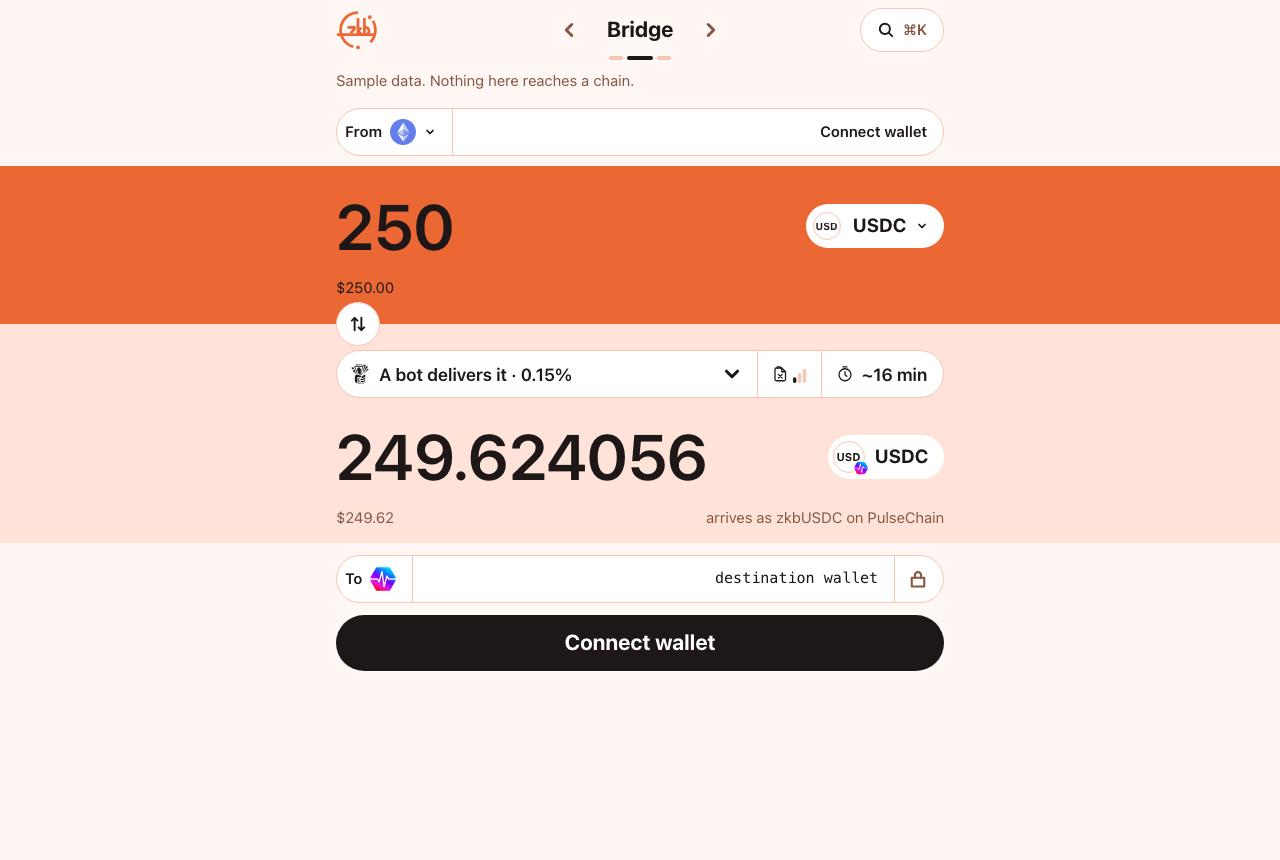 zkb
Bridge
⌘K
Sample data. Nothing here reaches a chain.
From
Connect wallet
250
USD
USDC
$250.00
A bot delivers it · 0.15%
~16 min
249.624056
USD
USDC
$249.62
arrives as zkbUSDC on PulseChain
To
destination wallet
Connect wallet